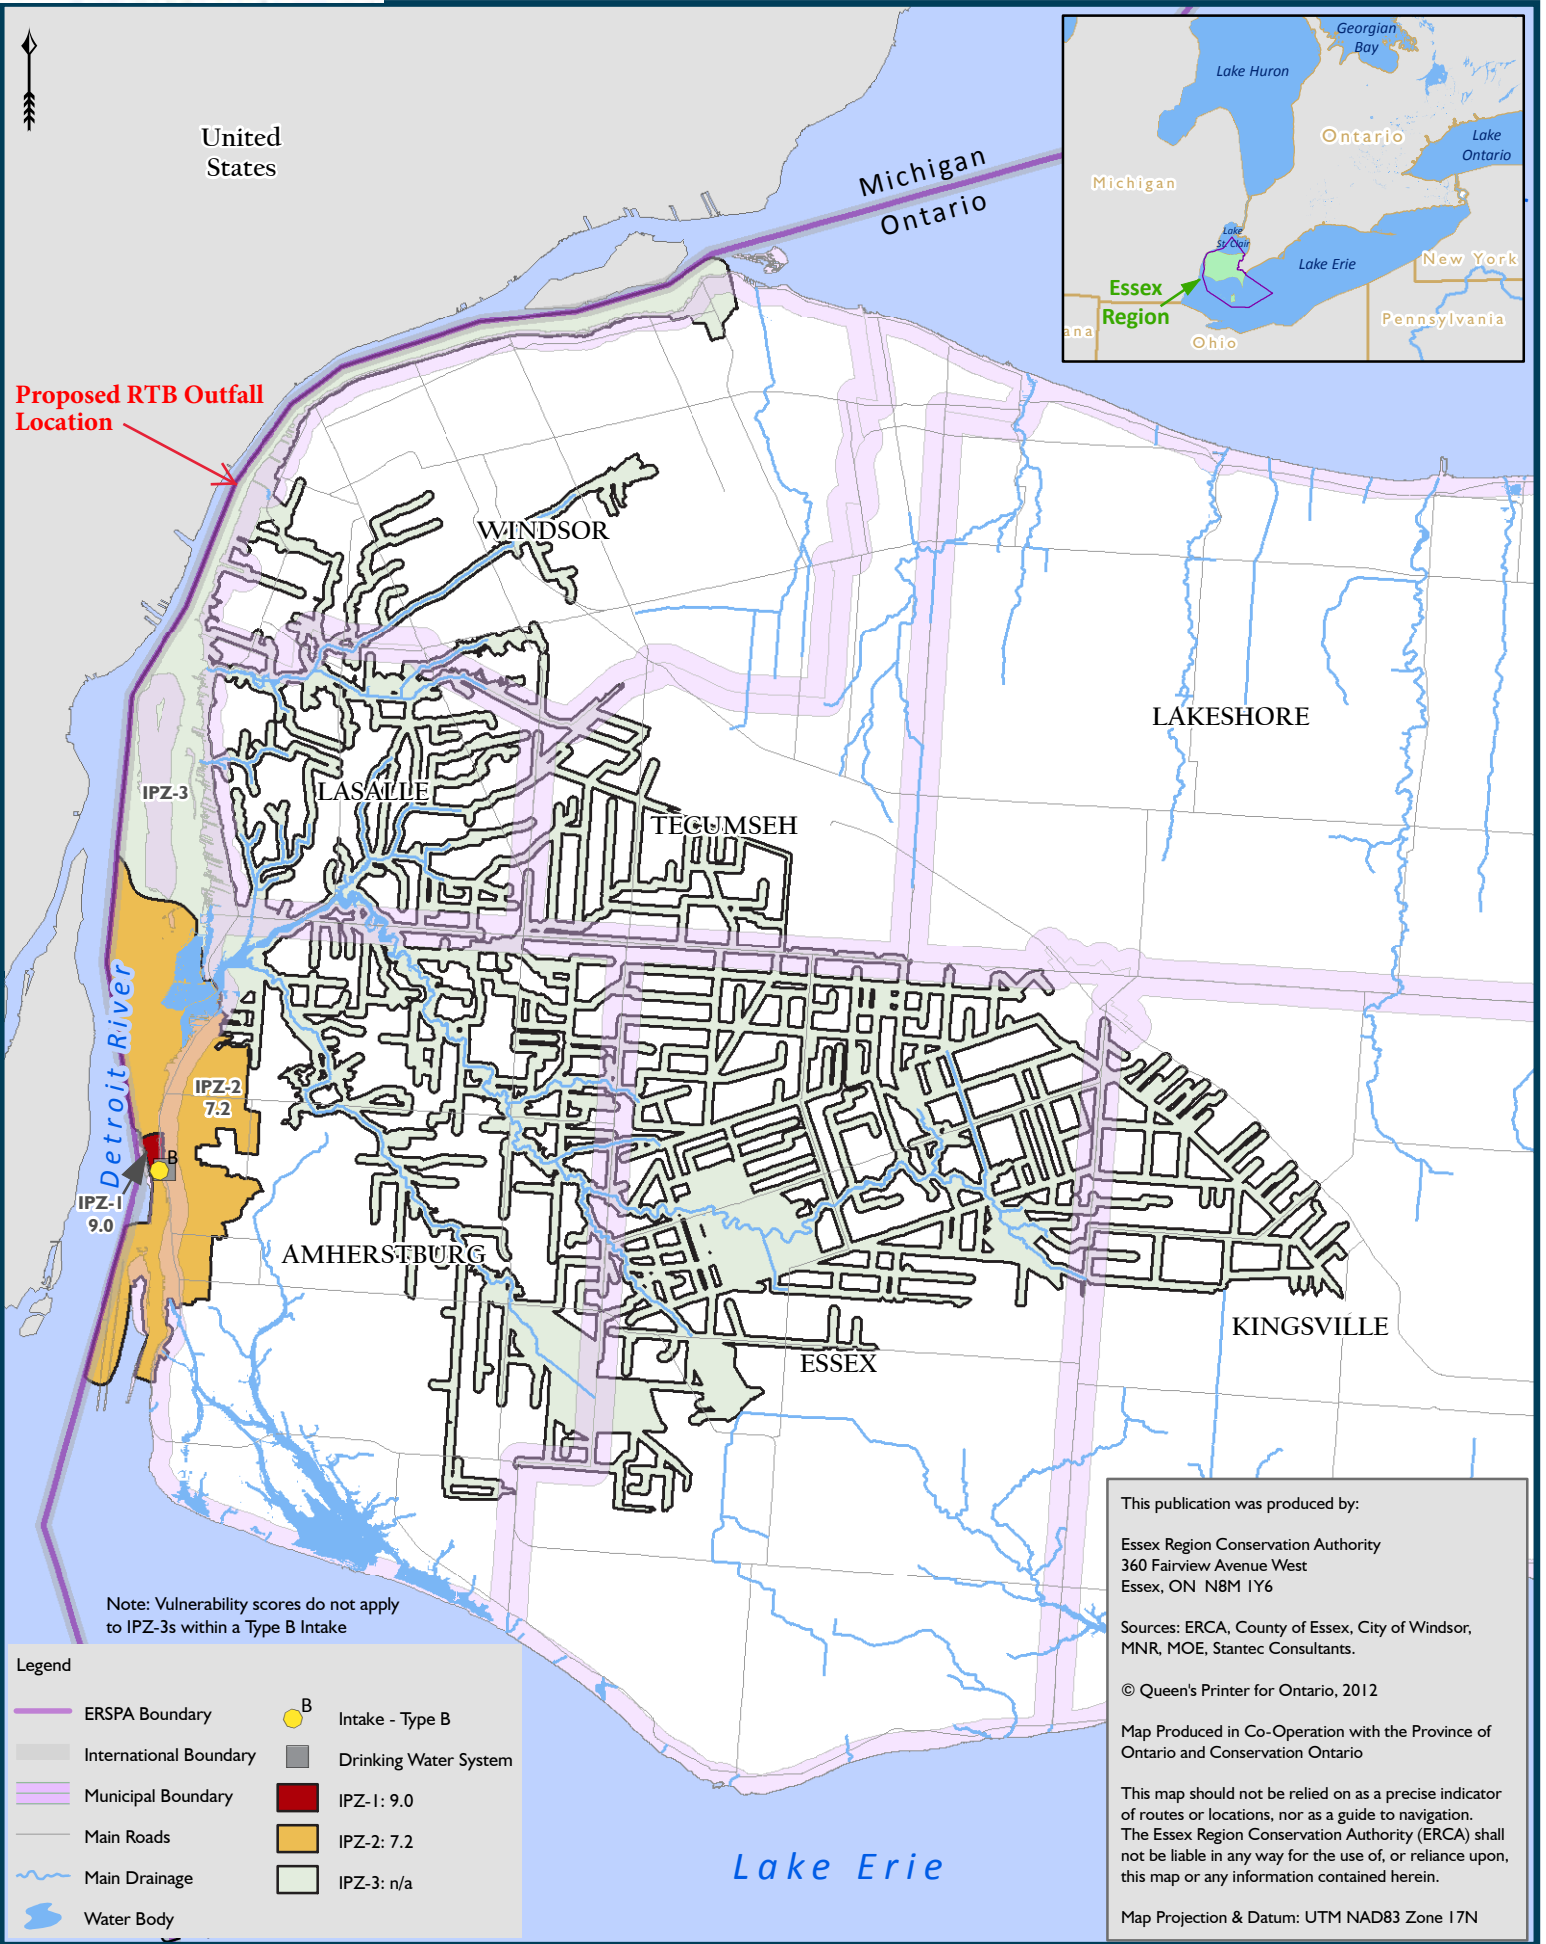 United
States
Michigan
Ontario
Georgian
Bay
Lake Huron
Ontario
Lake
Ontario
Michigan
Lake
St. Clair
Lake Erie
New York
Essex
Region
Pennsylvania
ana
Ohio
Proposed RTB Outfall
Location
WINDSOR
LAKESHORE
IPZ-3
LASALLE
TECUMSEH
Detroit River
IPZ-2
7.2
B
IPZ-1
9.0
AMHERSTBURG
KINGSVILLE
ESSEX
Note: Vulnerability scores do not apply
to IPZ-3s within a Type B Intake
Legend
ERSPA Boundary
International Boundary
Municipal Boundary
Main Roads
Main Drainage
Water Body
B
Intake - Type B
Drinking Water System
IPZ-1: 9.0
IPZ-2: 7.2
IPZ-3: n/a
Lake Erie
This publication was produced by:
Essex Region Conservation Authority
360 Fairview Avenue West
Essex, ON N8M 1Y6
Sources: ERCA, County of Essex, City of Windsor,
MNR, MOE, Stantec Consultants.
© Queen's Printer for Ontario, 2012
Map Produced in Co-Operation with the Province of
Ontario and Conservation Ontario
This map should not be relied on as a precise indicator
of routes or locations, nor as a guide to navigation.
The Essex Region Conservation Authority (ERCA) shall
not be liable in any way for the use of, or reliance upon,
this map or any information contained herein.
Map Projection & Datum: UTM NAD83 Zone 17N